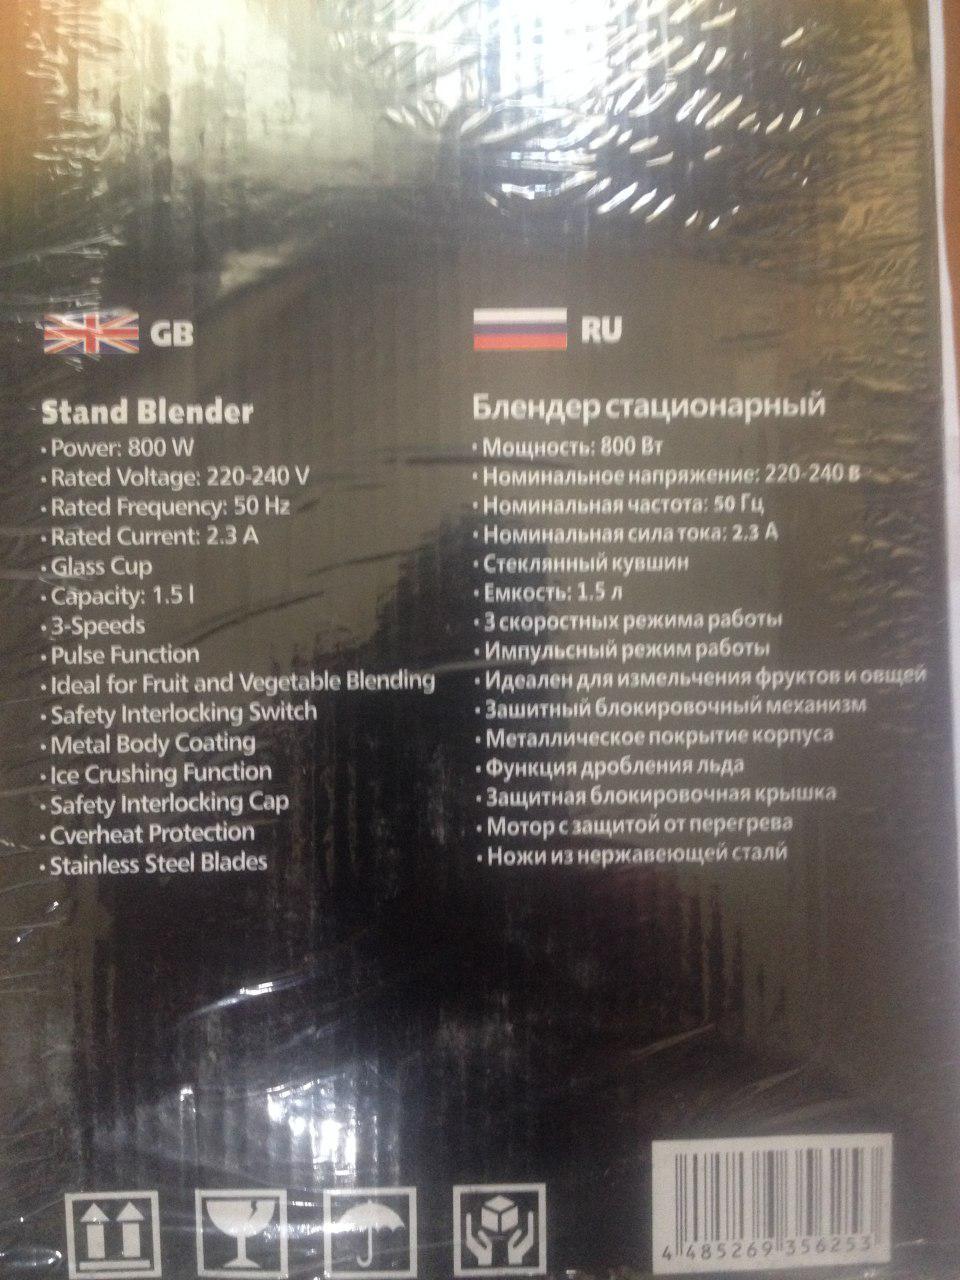 GB
Stand Blender
• Power: 800 W
• Rated Voltage: 220-240 V
• Rated Frequency: 50 Hz
• Rated Current: 2.3 A
• Glass Cup
• Capacity: 1.5 l
• 3-Speeds
• Pulse Function
• Ideal for Fruit and Vegetable Blending
• Safety Interlocking Switch
• Metal Body Coating
• Ice Crushing Function
• Safety Interlocking Cap
• Cverheat Protection
• Stainless Steel Blades
RU
Блендер стационарный
• Мощность: 800 Вт
• Номинальное напряжение: 220-240 в
• Номинальная частота: 50 Гц
• Номинальная сила тока: 2.3 А
• Стеклянный кувшин
• Емкость: 1.5 л
• 3 скоростных режима работы
• Импульсный режим работы
• Идеален для измельчения фруктов и овщей
• Зашитный блокировочный механизм
• Металлическое покрытие корпуса
• Функция дробления льда
• Защитная блокировочная крышка
• Мотор с защитой от перегрева
• Ножи из нержавеющей сталй
4 485269 356253